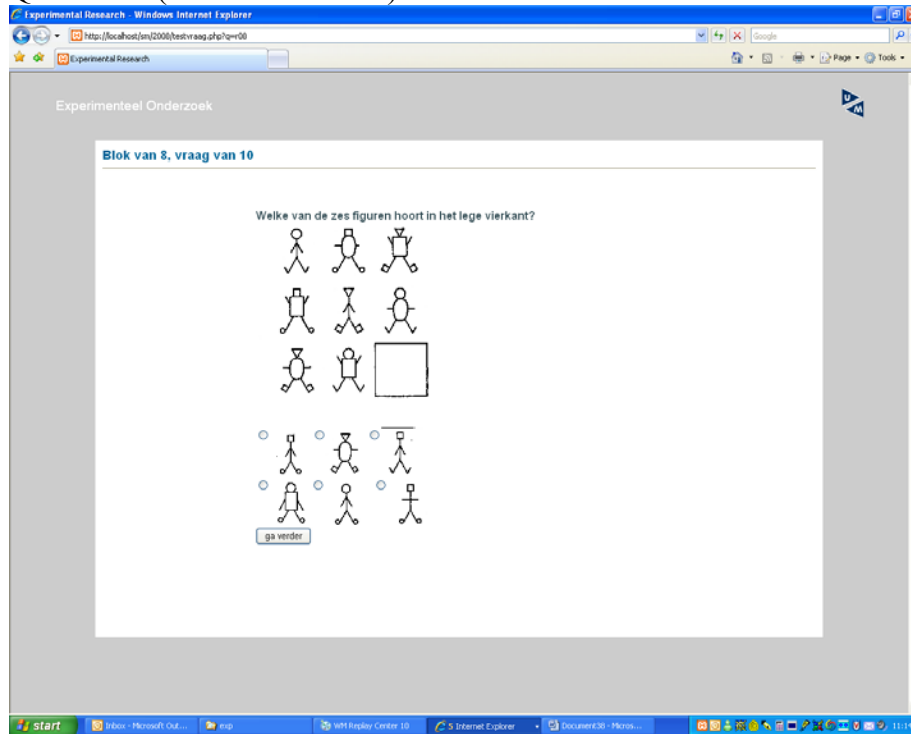 Experimental Research - Windows Internet Explorer
http://localhost/sm/2008/testvraag.php?q=r08
Google
Experimental Research
Page
Tools
Experimenteel Onderzoek
U
M
Blok van 8, vraag van 10
Welke van de zes figuren hoort in het lege vierkant?
ga verder
start
Inbox - Microsoft Out...
exp
WM Replay Center 10
5 Internet Explorer
Document38 - Micros...